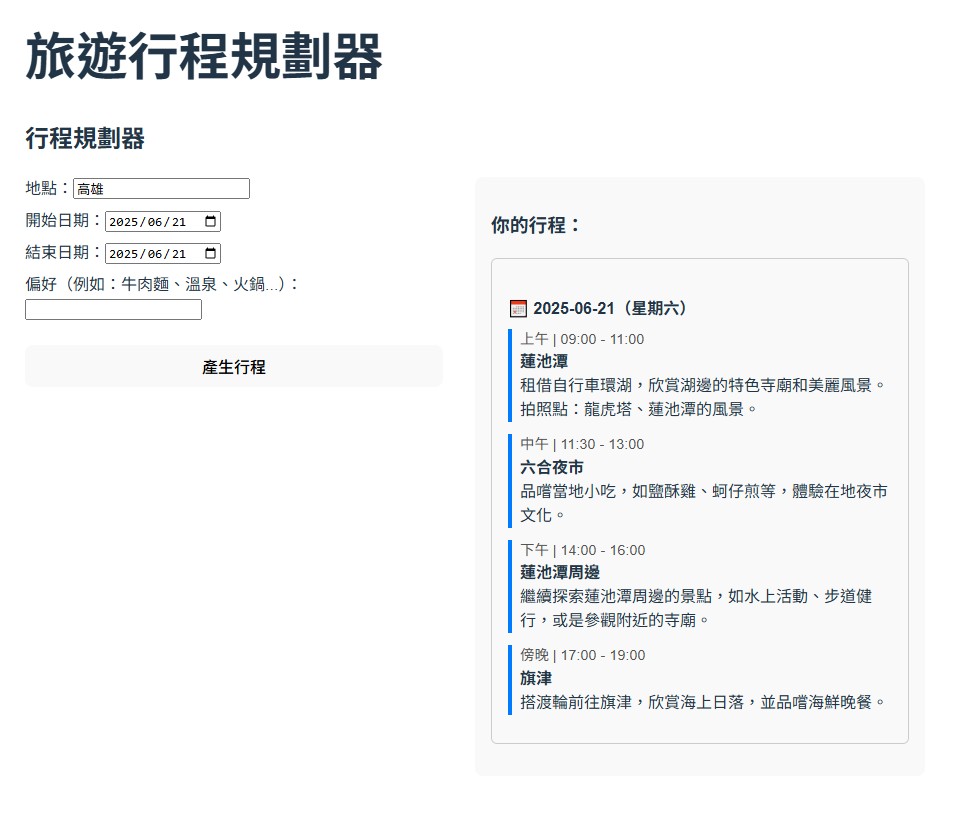 旅遊行程規劃器
行程規劃器
地點：高雄
開始日期：2025/06/21
結束日期：2025/06/21
偏好（例如：牛肉麵、溫泉、火鍋...）：
產生行程
你的行程：
2025-06-21（星期六）
上午 | 09:00 - 11:00
蓮池潭
租借自行車環湖，欣賞湖邊的特色寺廟和美麗風景。
拍照點：龍虎塔、蓮池潭的風景。
中午 | 11:30 - 13:00
六合夜市
品嚐當地小吃，如鹽酥雞、蚵仔煎等，體驗在地夜市
文化。
下午 | 14:00 - 16:00
蓮池潭周邊
繼續探索蓮池潭周邊的景點，如水上活動、步道健
行，或是參觀附近的寺廟。
傍晚 | 17:00 - 19:00
旗津
搭渡輪前往旗津，欣賞海上日落，並品嚐海鮮晚餐。